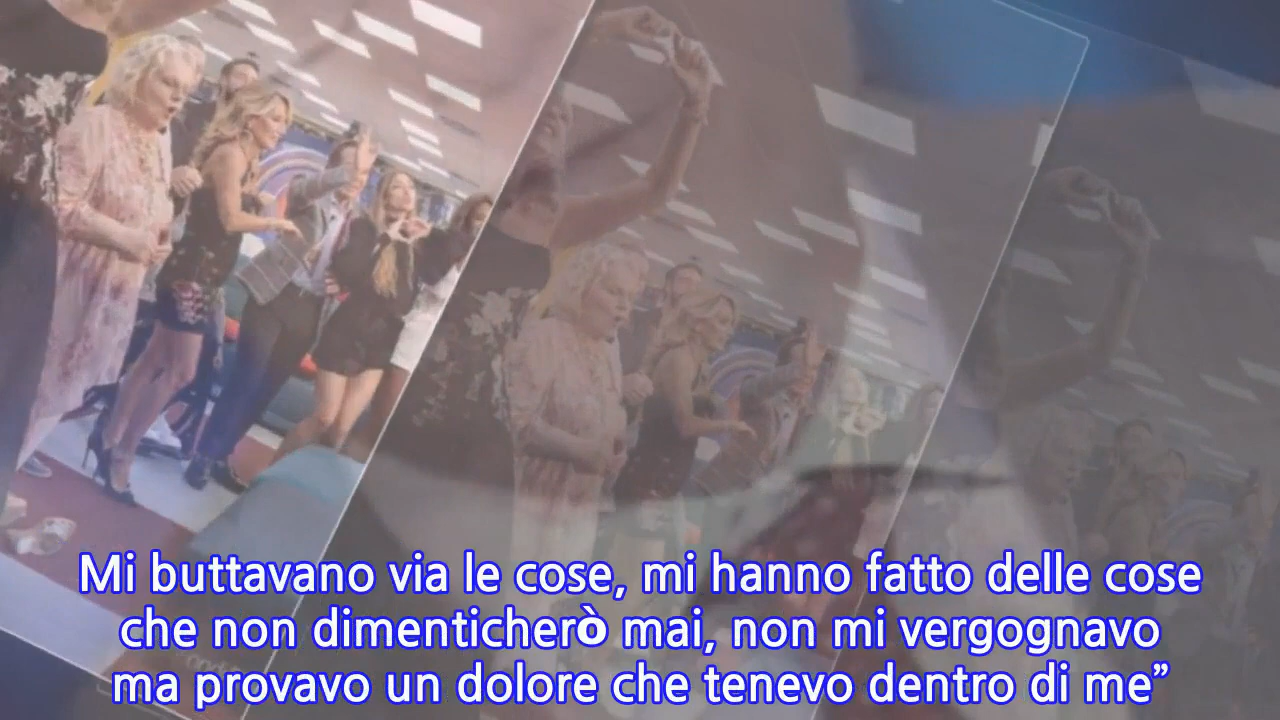 Mi buttavano via le cose, mi hanno fatto delle cose
che non dimenticherò mai, non mi vergognavo
ma provavo un dolore che tenevo dentro di me”